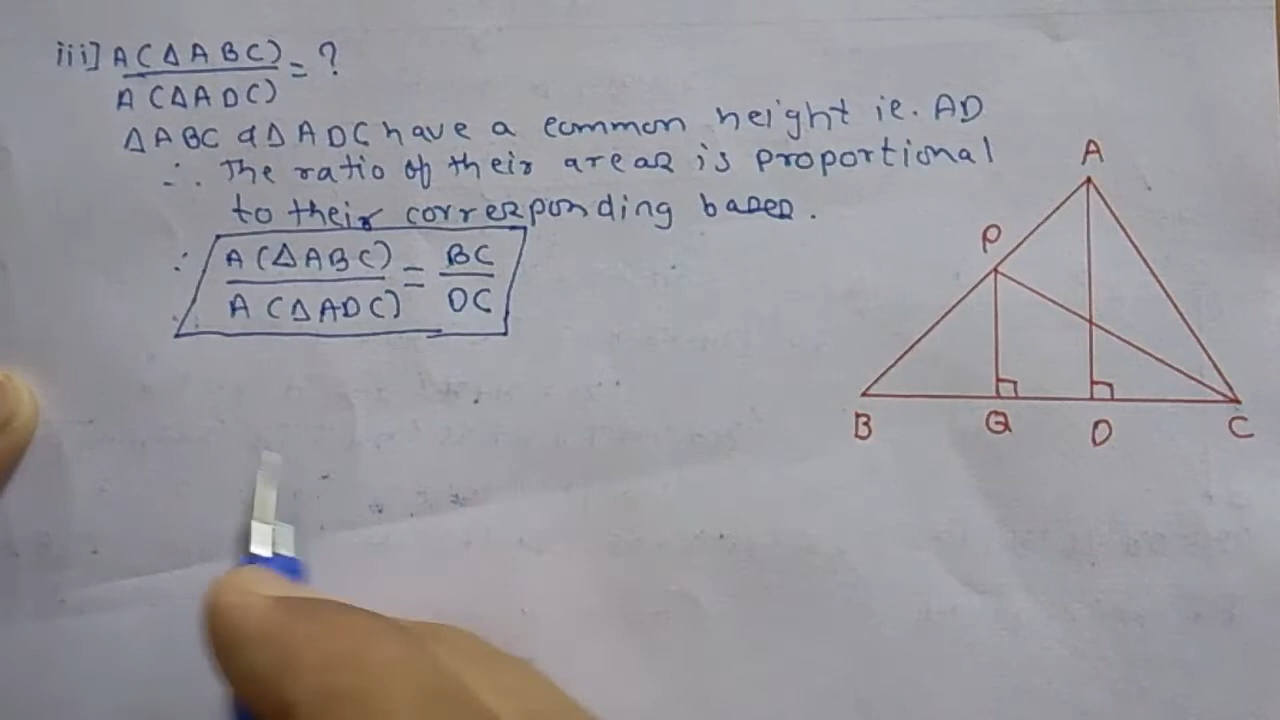 iii] A(ΔABC)/A(ΔADC) = ?
ΔABC & ΔADC have a common height ie. AD
∴ The ratio of their areas is proportional
to their corresponding bases.
∴ A(ΔABC)/A(ΔADC) = BC/DC
A
P
B
Q
D
C